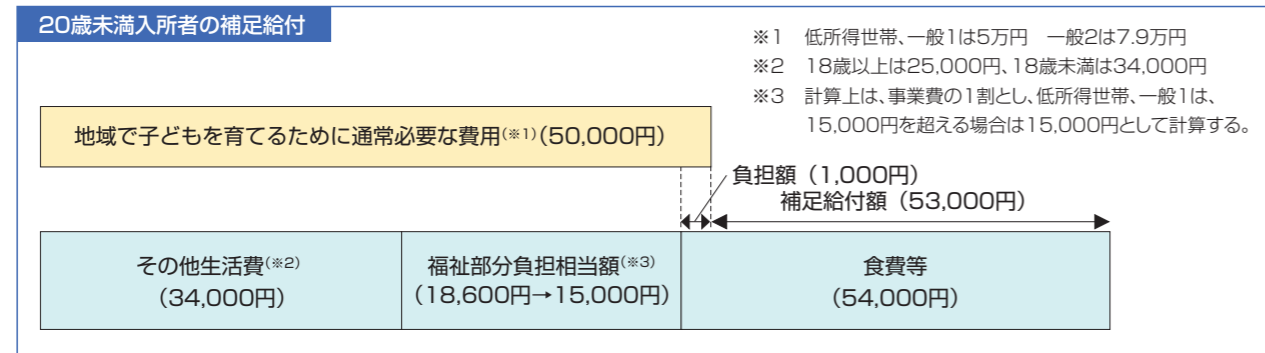 20歳未満入所者の補足給付
※1 低所得世帯、一般1は5万円 一般2は7.9万円
※2 18歳以上は25,000円、18歳未満は34,000円
※3 計算上は、事業費の1割とし、低所得世帯、一般1は、
15,000円を超える場合は15,000円として計算する。
地域で子どもを育てるために通常必要な費用(※1)(50,000円)
負担額（1,000円）
補足給付額（53,000円）
その他生活費(※2)
（34,000円）
福祉部分負担相当額(※3)
（18,600円→15,000円）
食費等
（54,000円）